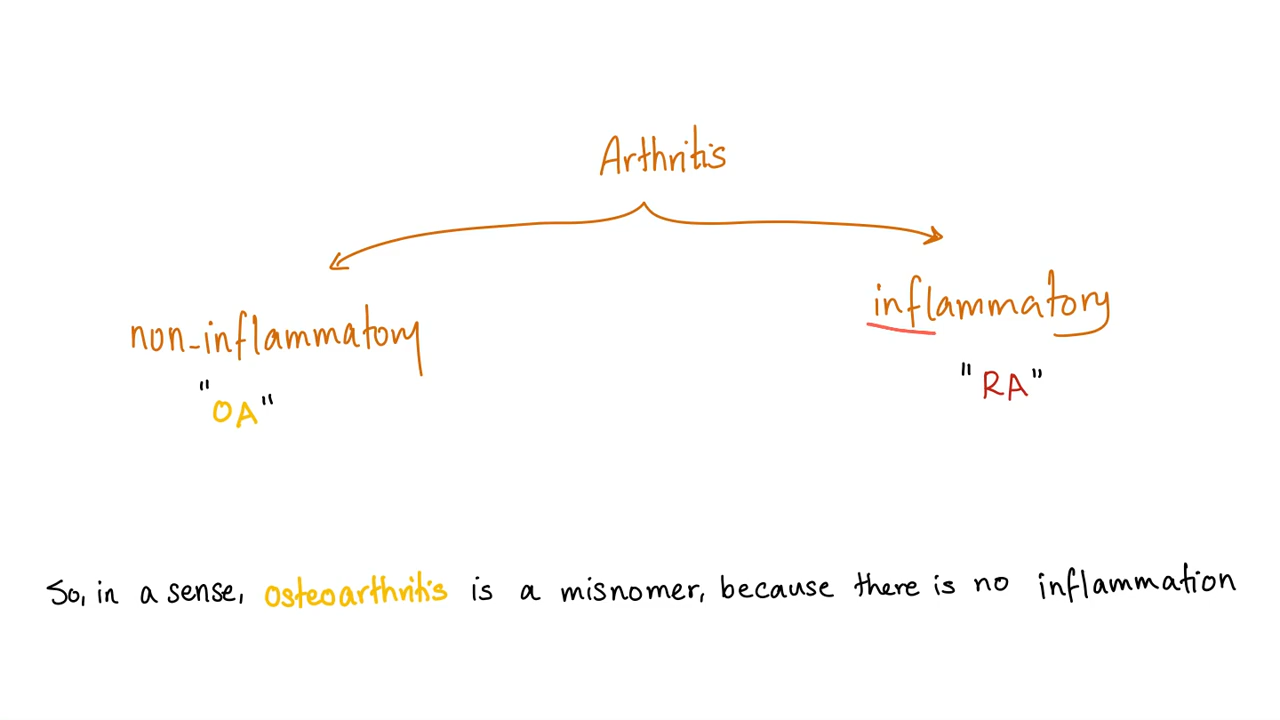 Arthritis
non-inflammatory
inflammatory
"OA"
"RA"
So, in a sense, osteoarthritis is a misnomer, because there is no inflammation